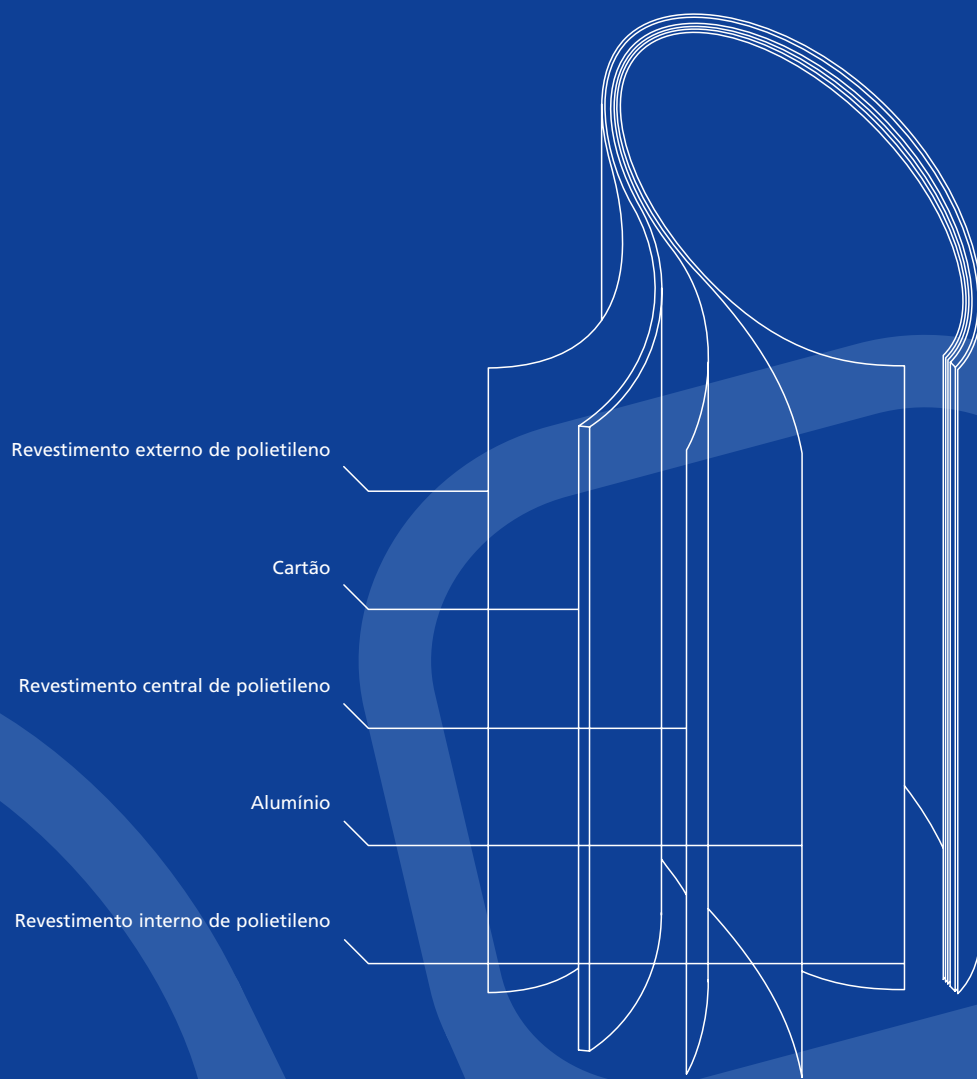 Revestimento externo de polietileno
Cartão
Revestimento central de polietileno
Alumínio
Revestimento interno de polietileno